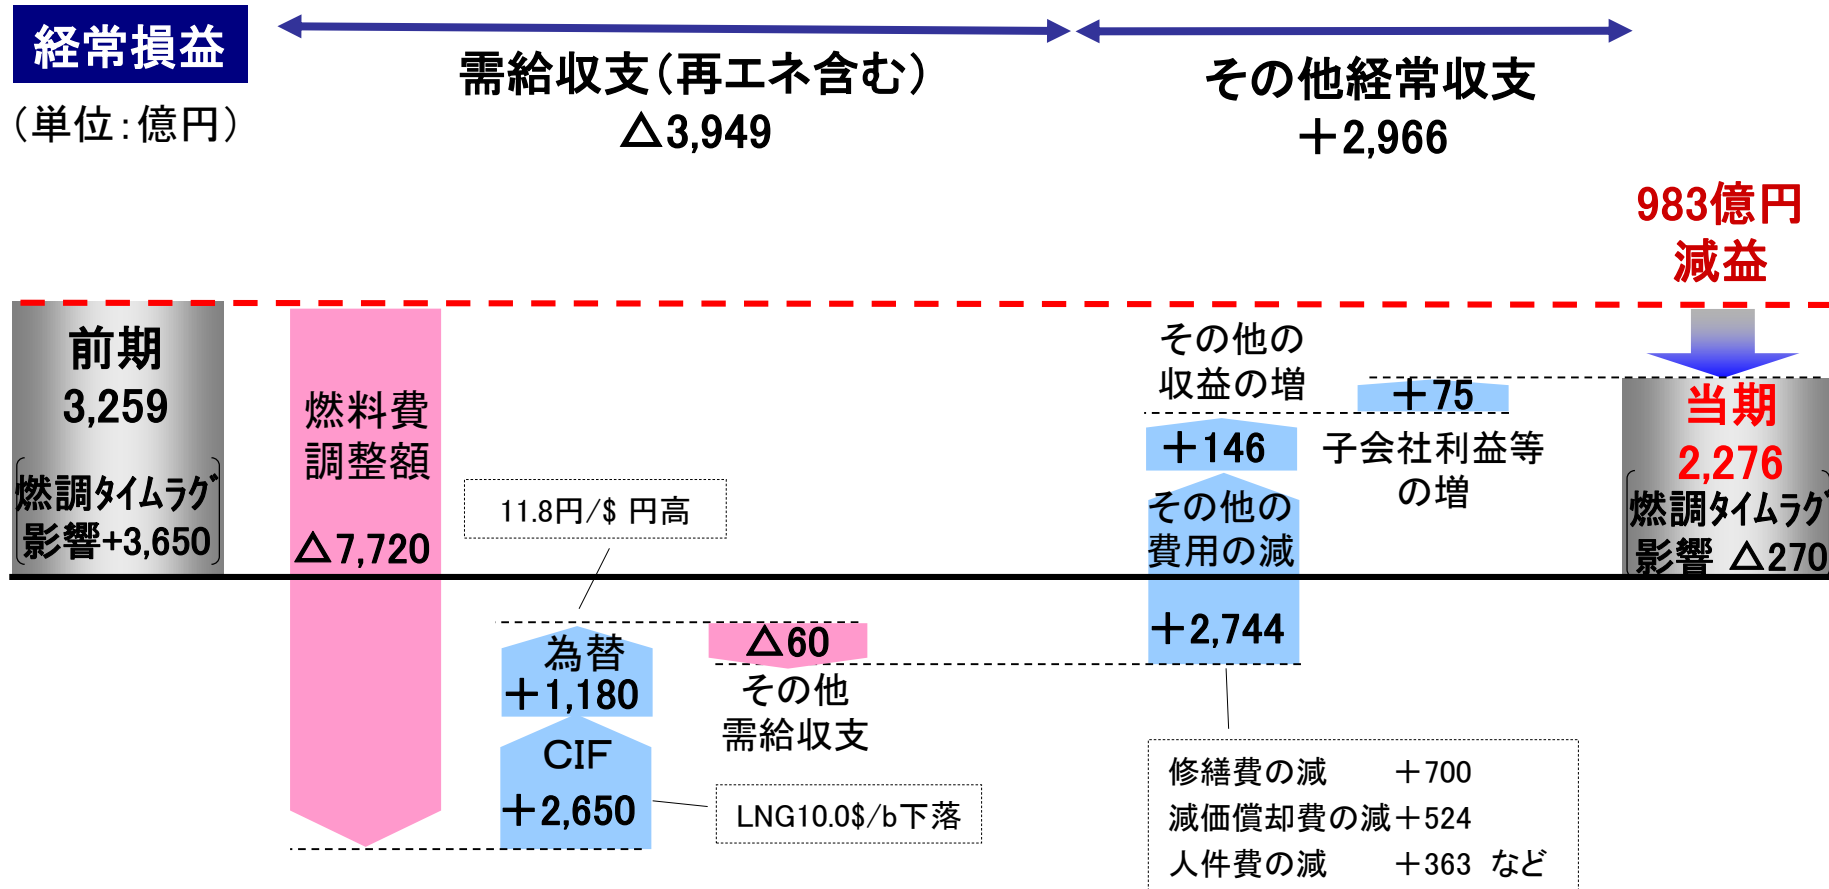 経常損益
（単位：億円）
需給収支（再エネ含む）
△3,949
その他経常収支
＋2,966
983億円
減益
前期
3,259
燃調ﾀｲﾑﾗｸﾞ
影響+3,650
燃料費
調整額
△7,720
11.8円/$ 円高
為替
＋1,180
CIF
＋2,650
LNG10.0$/b下落
△60
その他
需給収支
その他の
収益の増
＋146
その他の
費用の減
＋2,744
＋75
子会社利益等
の増
修繕費の減 ＋700
減価償却費の減＋524
人件費の減 ＋363 など
当期
2,276
燃調ﾀｲﾑﾗｸﾞ
影響 △270